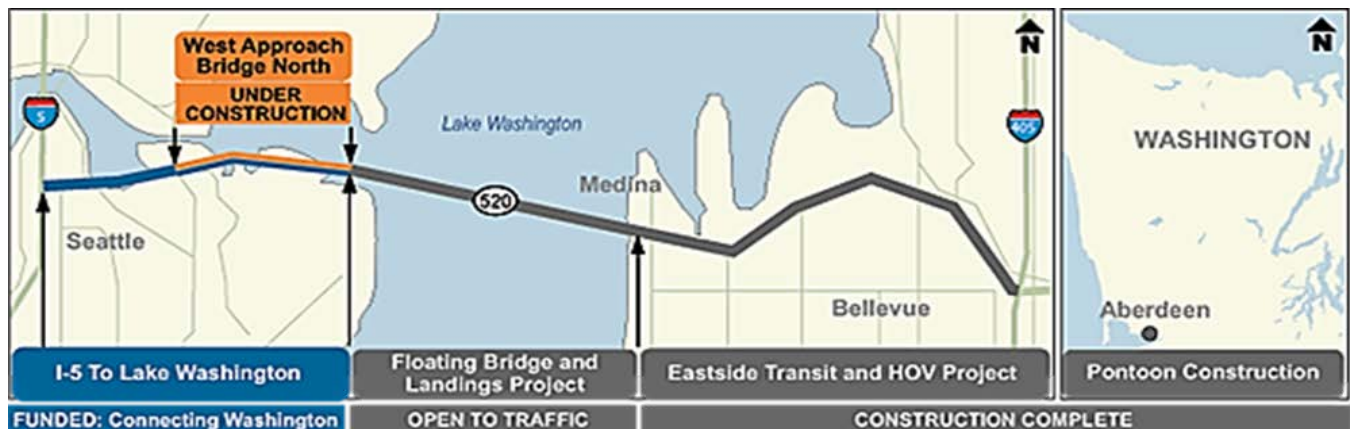 West Approach
Bridge North
UNDER
CONSTRUCTION
N
N
5
405
Lake Washington
WASHINGTON
Medina
520
Seattle
Bellevue
Aberdeen
I-5 To Lake Washington
Floating Bridge and
Landings Project
Eastside Transit and HOV Project
Pontoon Construction
FUNDED: Connecting Washington
OPEN TO TRAFFIC
CONSTRUCTION COMPLETE